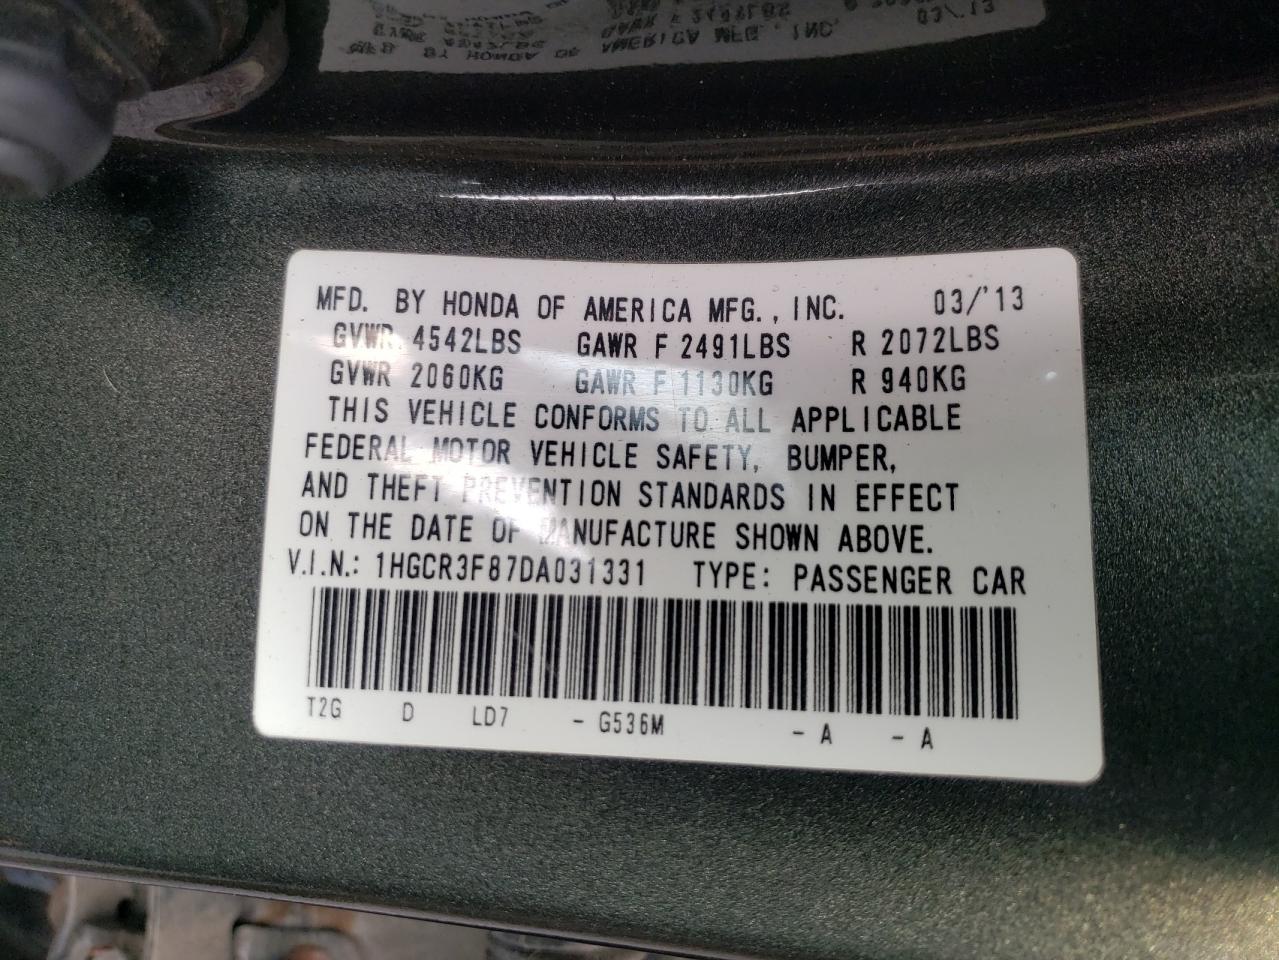 MFD. BY HONDA OF AMERICA MFG., INC. 03/'13
GVWR 4542LBS GAWR F 2491LBS R 2072LBS
GVWR 2060KG GAWR F 1130KG R 940KG
THIS VEHICLE CONFORMS TO ALL APPLICABLE
FEDERAL MOTOR VEHICLE SAFETY, BUMPER,
AND THEFT PREVENTION STANDARDS IN EFFECT
ON THE DATE OF MANUFACTURE SHOWN ABOVE.
V.I.N.: 1HGCR3F87DA031331 TYPE: PASSENGER CAR
T2G D LD7 - G536M - A - A